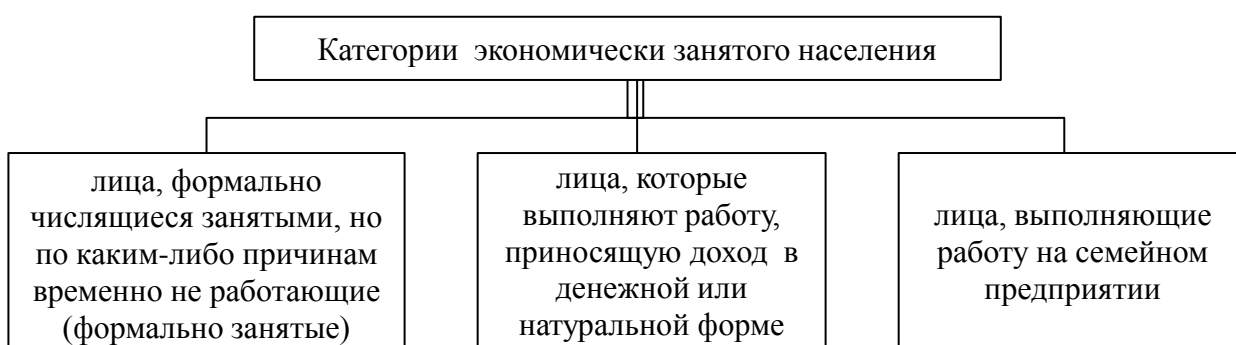 Категории экономически занятого населения
лица, формально
числящиеся занятыми, но
по каким-либо причинам
временно не работающие
(формально занятые)
лица, которые
выполняют работу,
приносящую доход в
денежной или
натуральной форме
лица, выполняющие
работу на семейном
предприятии